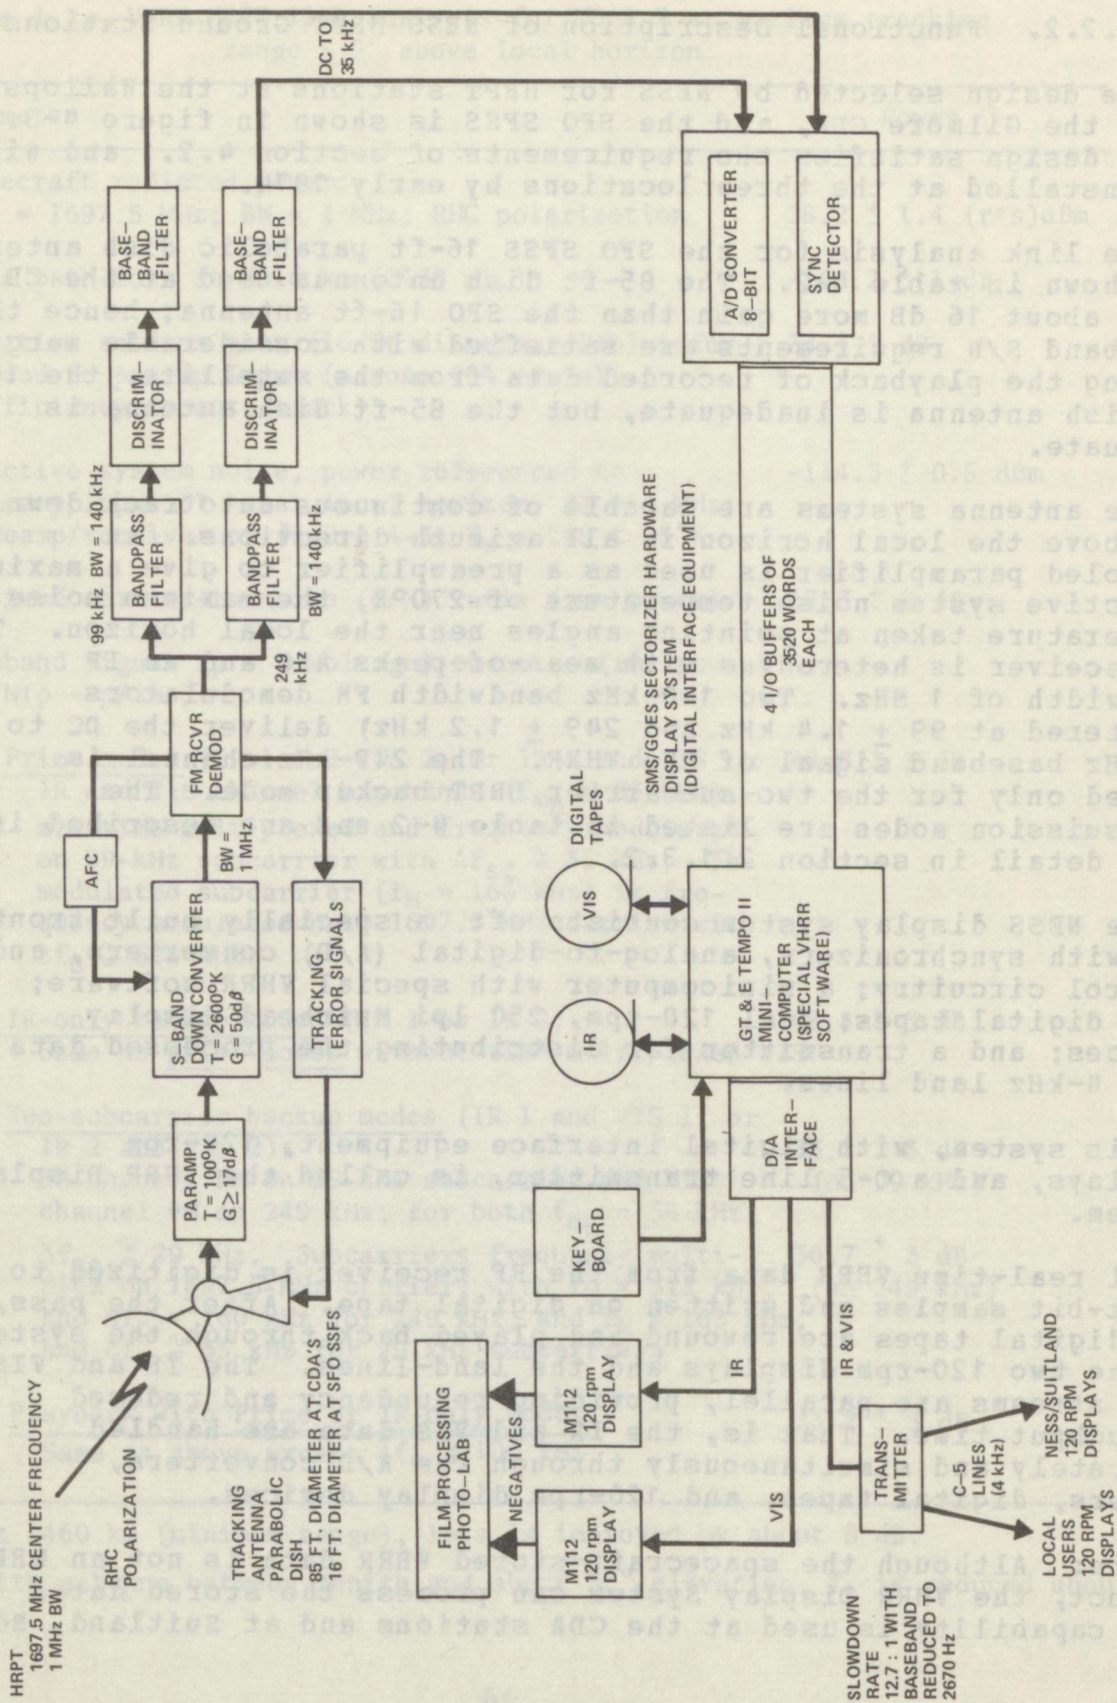 HRPT
1697.5 MHz CENTER FREQUENCY
1 MHz BW
RHC
POLARIZATION
TRACKING
ANTENNA
PARABOLIC
DISH
85 FT DIAMETER AT CDA'S
16 FT DIAMETER AT SFO SSFS
PARAMP
T = 100°K
G ≥ 17dβ
S-BAND
DOWN CONVERTER
T = 2600°K
G = 50dβ
AFC
BW =
1 MHz
FM RCVR
DEMOD
TRACKING
ERROR SIGNALS
99 kHz BW = 140 kHz
BANDPASS
FILTER
DISCRIM-
INATOR
BASE-
BAND
FILTER
249
kHz
BANDPASS
FILTER
BW = 140 kHz
DISCRIM-
INATOR
BASE-
BAND
FILTER
DC TO
35 kHz
A/D CONVERTER
8-BIT
SYNC
DETECTOR
SMS/GOES SECTORIZER HARDWARE
DISPLAY SYSTEM
(DIGITAL INTERFACE EQUIPMENT)
4 I/O BUFFERS OF
3520 WORDS
EACH
DIGITAL
TAPES
IR
VIS
GT & E TEMPO II
MINI-
COMPUTER
(SPECIAL VHRR
SOFT WARE)
KEY-
BOARD
D/A
INTER-
FACE
FILM PROCESSING
PHOTO-LAB
NEGATIVES
M112
120 rpm
DISPLAY
M112
120 rpm
DISPLAY
IR
VIS
IR & VIS
SLOWDOWN
RATE
12.7 : 1 WITH
BASEBAND
REDUCED TO
2670 Hz
TRANS-
MITTER
C-5
LINES
(4 kHz)
LOCAL
USERS
120 RPM
DISPLAYS
NESS/SUITLAND
120 RPM
DISPLAYS